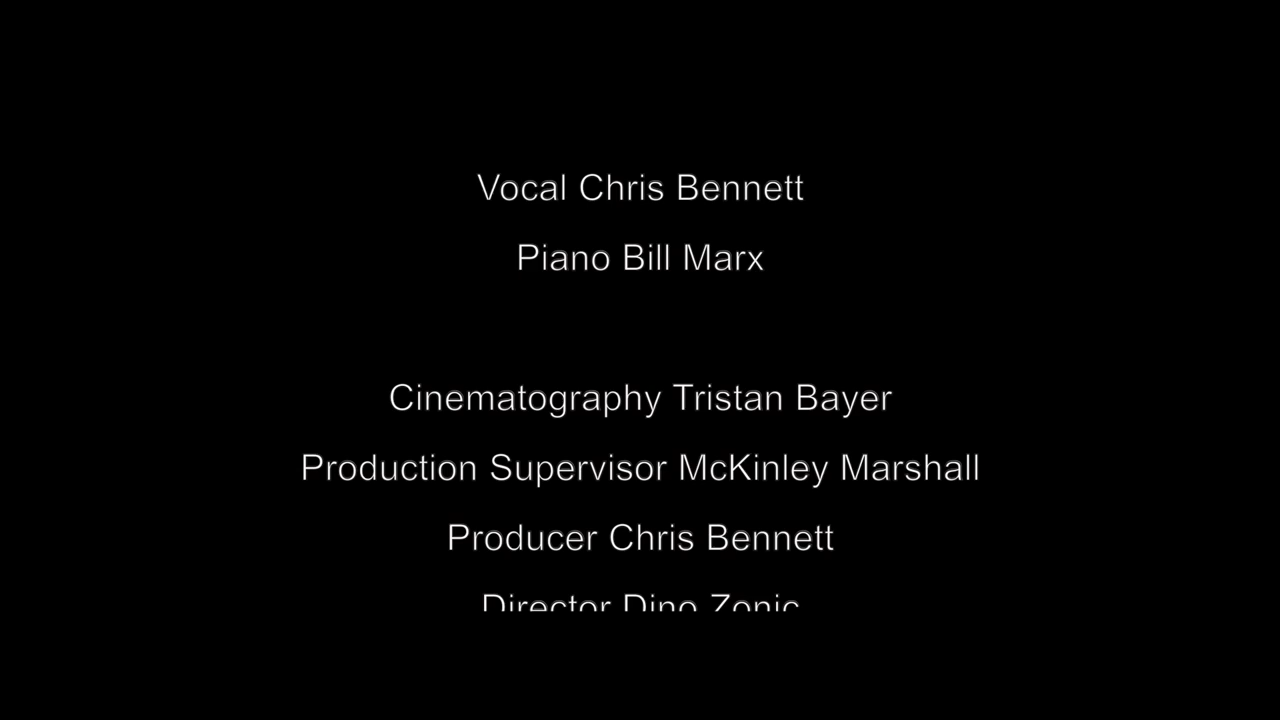 Vocal Chris Bennett
Piano Bill Marx
Cinematography Tristan Bayer
Production Supervisor McKinley Marshall
Producer Chris Bennett
Director Dino Zonic